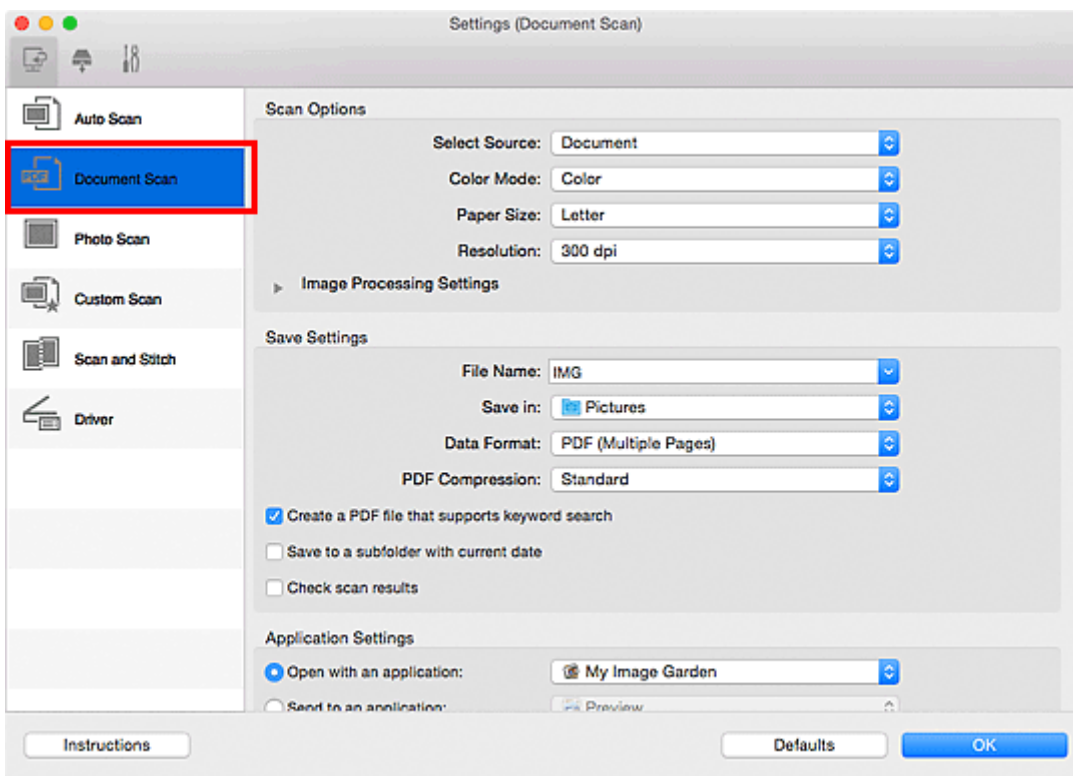 Settings (Document Scan)
Auto Scan
PDF
Document Scan
Photo Scan
Custom Scan
Scan and Stitch
Driver
Scan Options
Select Source: Document
Color Mode: Color
Paper Size: Letter
Resolution: 300 dpi
Image Processing Settings
Save Settings
File Name: IMG
Save in: Pictures
Data Format: PDF (Multiple Pages)
PDF Compression: Standard
Create a PDF file that supports keyword search
Save to a subfolder with current date
Check scan results
Application Settings
Open with an application: My Image Garden
Send to an application: Preview
Instructions
Defaults
OK